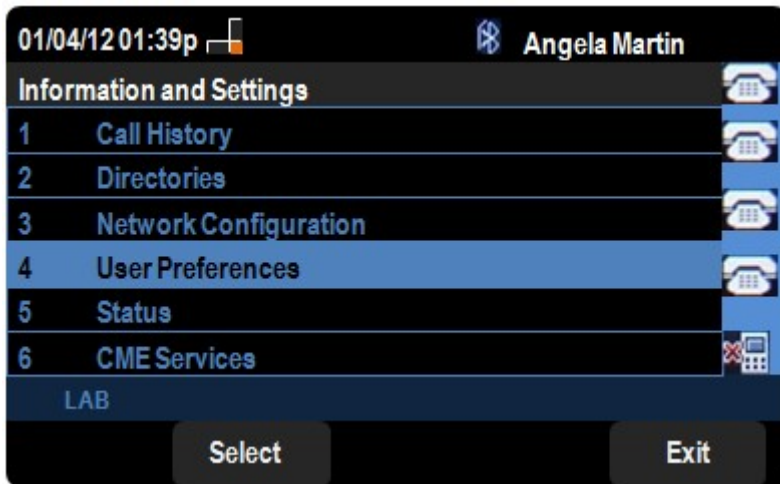 01/04/12 01:39p Angela Martin
Information and Settings
1 Call History
2 Directories
3 Network Configuration
4 User Preferences
5 Status
6 CME Services
LAB
Select Exit